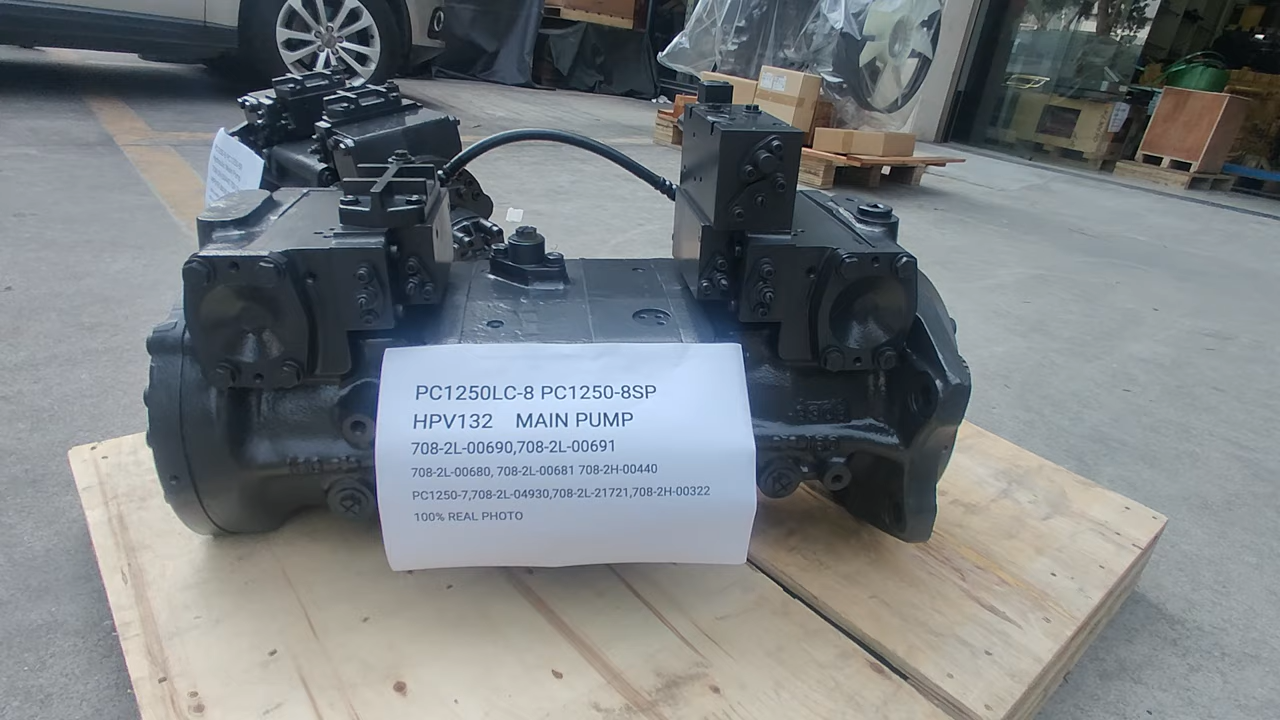 PC1250LC-8 PC1250-8SP
HPV132 MAIN PUMP
708-2L-00690,708-2L-00691
708-2L-00680, 708-2L-00681 708-2H-00440
PC1250-7,708-2L-04930,708-2L-21721,708-2H-00322
100% REAL PHOTO